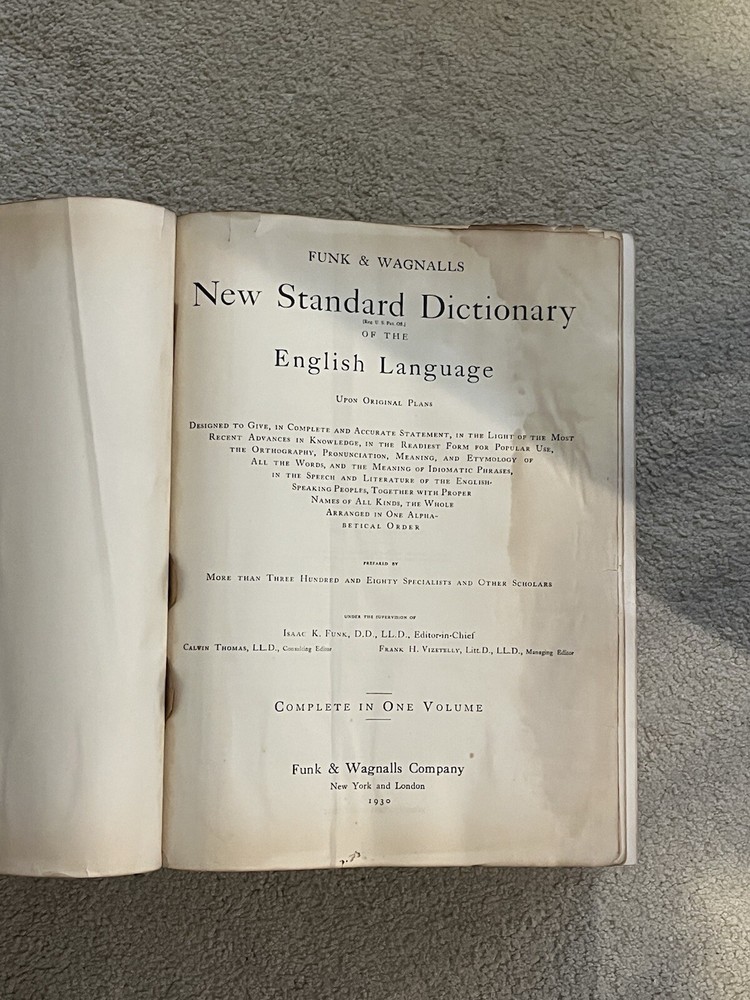 FUNK & WAGNALLS
New Standard Dictionary
(Reg. U. S. Pat. Off.)
OF THE
English Language
UPON ORIGINAL PLANS
DESIGNED TO GIVE, IN COMPLETE AND ACCURATE STATEMENT, IN THE LIGHT OF THE MOST
RECENT ADVANCES IN KNOWLEDGE, IN THE READIEST FORM FOR POPULAR USE,
THE ORTHOGRAPHY, PRONUNCIATION, MEANING, AND ETYMOLOGY OF
ALL THE WORDS, AND THE MEANING OF IDIOMATIC PHRASES,
IN THE SPEECH AND LITERATURE OF THE ENGLISH-
SPEAKING PEOPLES, TOGETHER WITH PROPER
NAMES OF ALL KINDS, THE WHOLE
ARRANGED IN ONE ALPHA-
BETICAL ORDER
PREPARED BY
MORE THAN THREE HUNDRED AND EIGHTY SPECIALISTS AND OTHER SCHOLARS
UNDER THE SUPERVISION OF
ISAAC K. FUNK, D.D., LL.D., Editor-in-Chief
CALVIN THOMAS, LL.D., Consulting Editor FRANK H. VIZETELLY, Litt.D., LL.D., Managing Editor
COMPLETE IN ONE VOLUME
Funk & Wagnalls Company
New York and London
1930